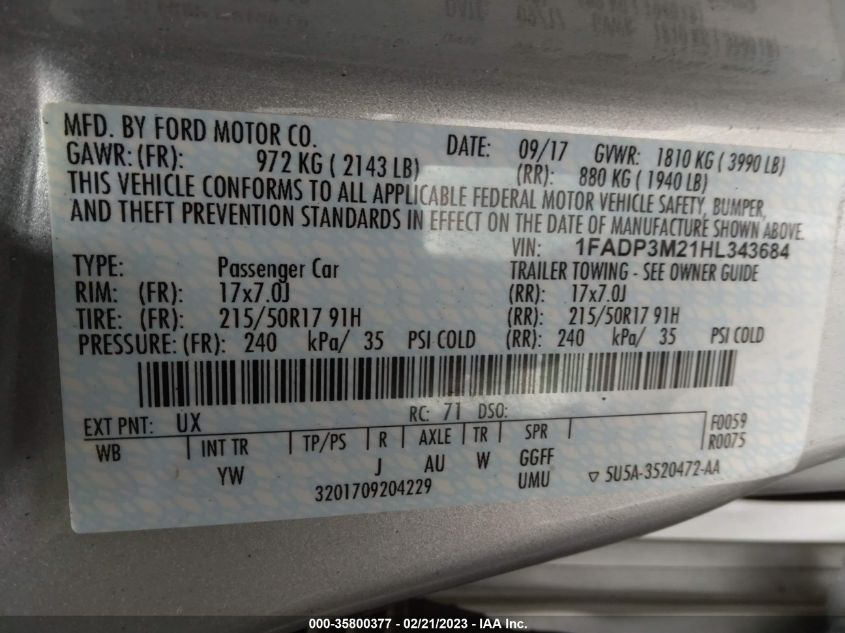 MFD. BY FORD MOTOR CO. DATE: 09/17 GVWR: 1810 KG ( 3990 LB)
GAWR: (FR): 972 KG ( 2143 LB) (RR): 880 KG ( 1940 LB)
THIS VEHICLE CONFORMS TO ALL APPLICABLE FEDERAL MOTOR VEHICLE SAFETY, BUMPER,
AND THEFT PREVENTION STANDARDS IN EFFECT ON THE DATE OF MANUFACTURE SHOWN ABOVE.
VIN: 1FADP3M21HL343684
TYPE: Passenger Car TRAILER TOWING - SEE OWNER GUIDE
RIM: (FR): 17x7.0J (RR): 17x7.0J
TIRE: (FR): 215/50R17 91H (RR): 215/50R17 91H
PRESSURE: (FR): 240 kPa/ 35 PSI COLD (RR): 240 kPa/ 35 PSI COLD
EXT PNT: UX RC: 71 DSO: F0059
WB INT TR TP/PS R AXLE TR SPR R0075
YW J AU W GGFF
3201709204229 UMU ▽ 5U5A-3520472-AA
000-35800377 - 02/21/2023 - IAA Inc.